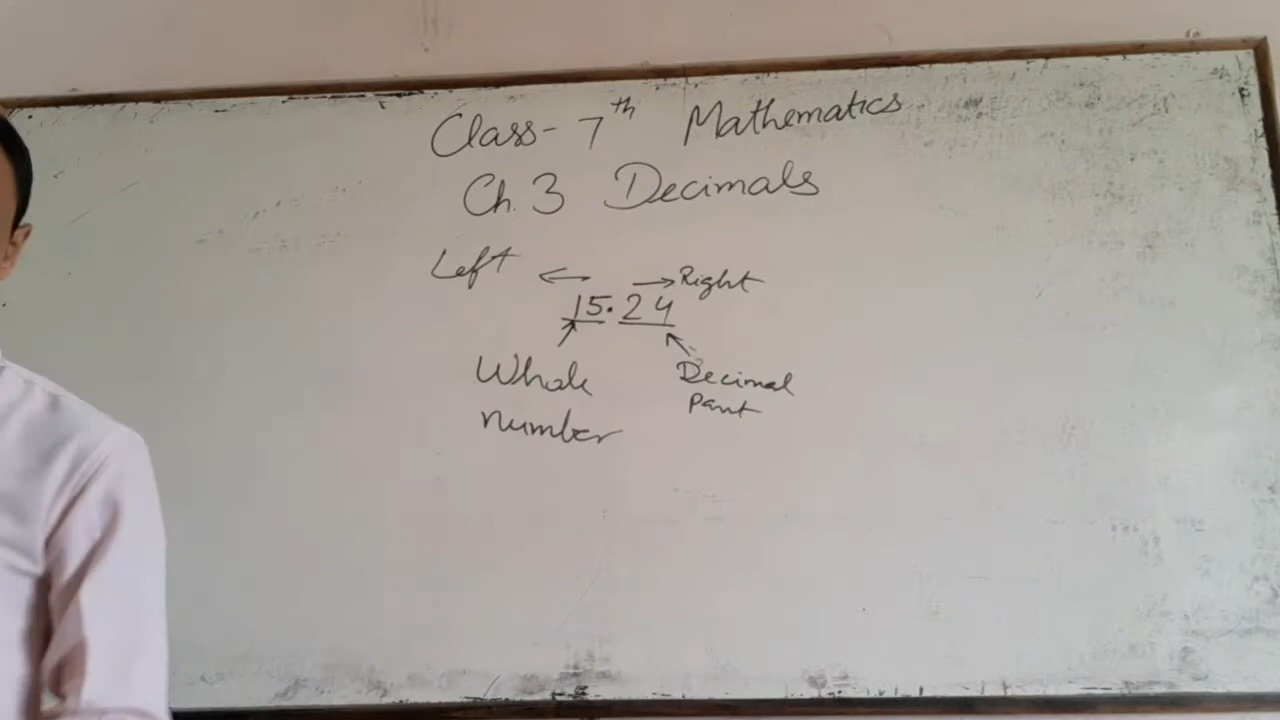 Class- 7th Mathematics
Ch. 3 Decimals
Left ← → Right
15.24
Whole Decimal
number part